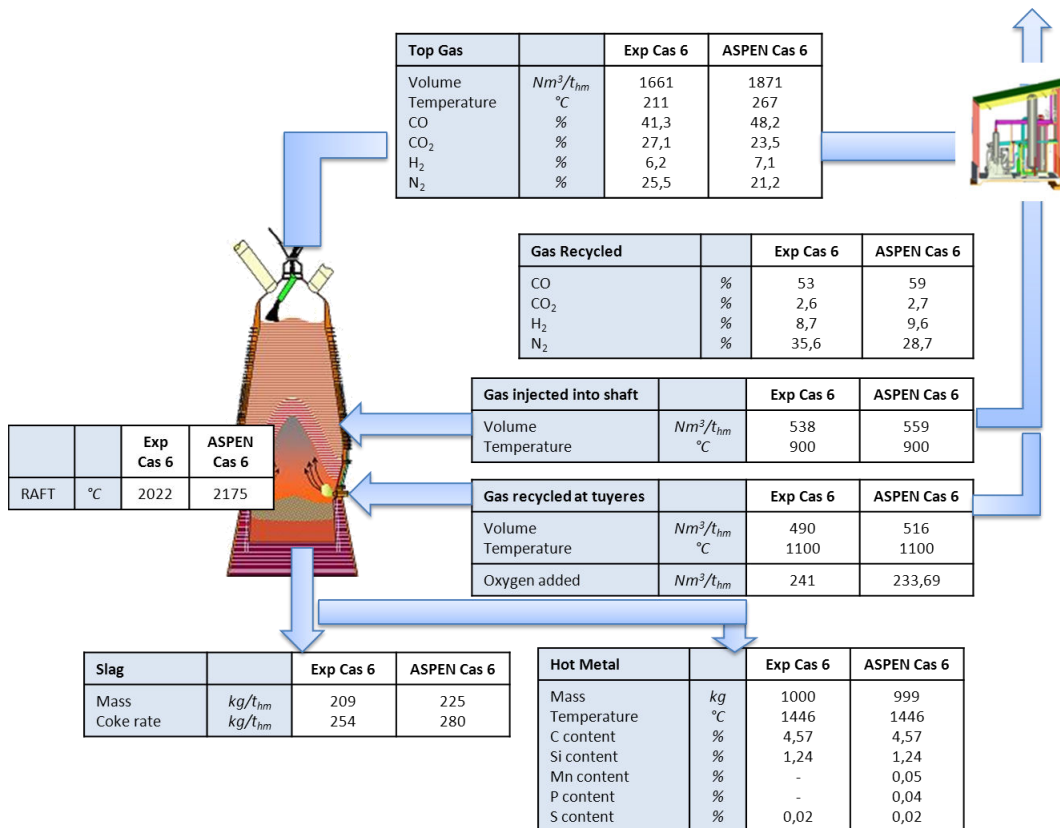 Top Gas Exp Cas 6 ASPEN Cas 6
Volume Nm³/t_hm 1661 1871
Temperature °C 211 267
CO % 41,3 48,2
CO₂ % 27,1 23,5
H₂ % 6,2 7,1
N₂ % 25,5 21,2
Gas Recycled Exp Cas 6 ASPEN Cas 6
CO % 53 59
CO₂ % 2,6 2,7
H₂ % 8,7 9,6
N₂ % 35,6 28,7
Gas injected into shaft Exp Cas 6 ASPEN Cas 6
Volume Nm³/t_hm 538 559
Temperature °C 900 900
Exp Cas 6 ASPEN Cas 6
RAFT °C 2022 2175
Gas recycled at tuyeres Exp Cas 6 ASPEN Cas 6
Volume Nm³/t_hm 490 516
Temperature °C 1100 1100
Oxygen added Nm³/t_hm 241 233,69
Slag Exp Cas 6 ASPEN Cas 6
Mass kg/t_hm 209 225
Coke rate kg/t_hm 254 280
Hot Metal Exp Cas 6 ASPEN Cas 6
Mass kg 1000 999
Temperature °C 1446 1446
C content % 4,57 4,57
Si content % 1,24 1,24
Mn content % - 0,05
P content % - 0,04
S content % 0,02 0,02